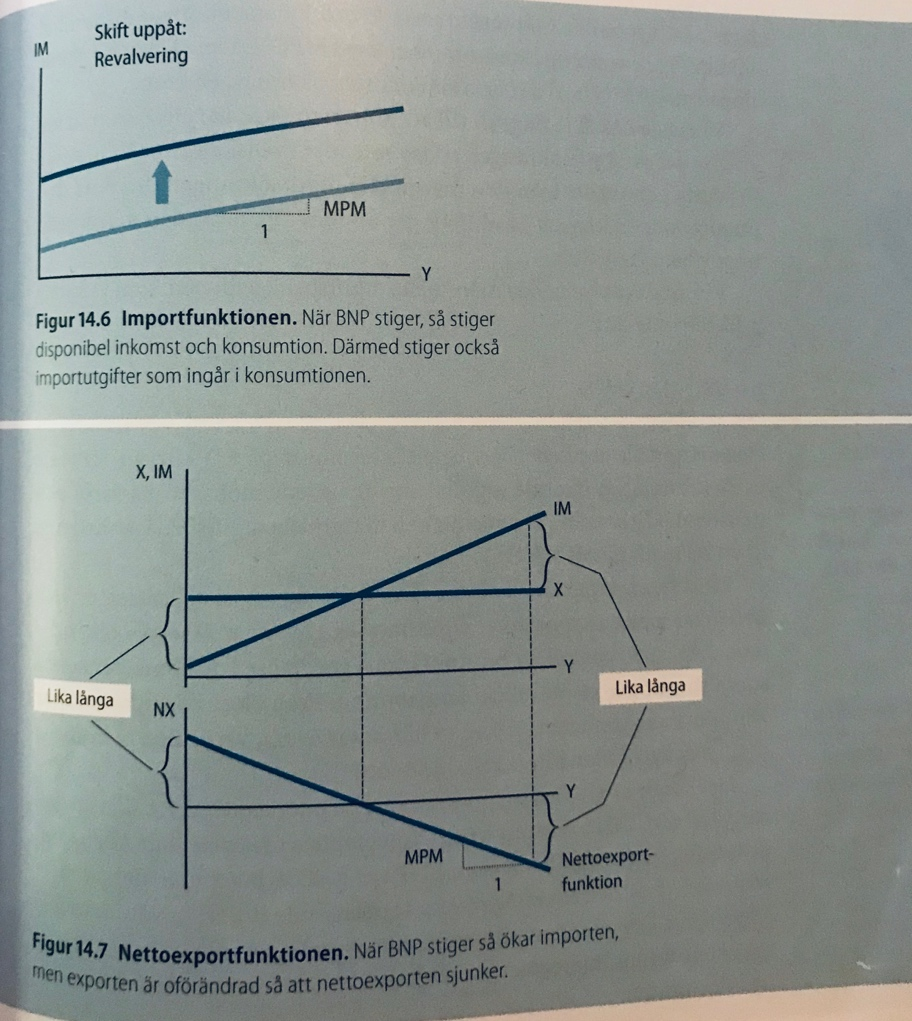 Skift uppåt:
IM
Revalvering
MPM
1
Y
Figur 14.6 Importfunktionen. När BNP stiger, så stiger
disponibel inkomst och konsumtion. Därmed stiger också
importutgifter som ingår i konsumtionen.
X, IM
IM
X
Y
Lika långa
Lika långa
NX
Y
MPM
1
Nettoexport-
funktion
Figur 14.7 Nettoexportfunktionen. När BNP stiger så ökar importen,
men exporten är oförändrad så att nettoexporten sjunker.